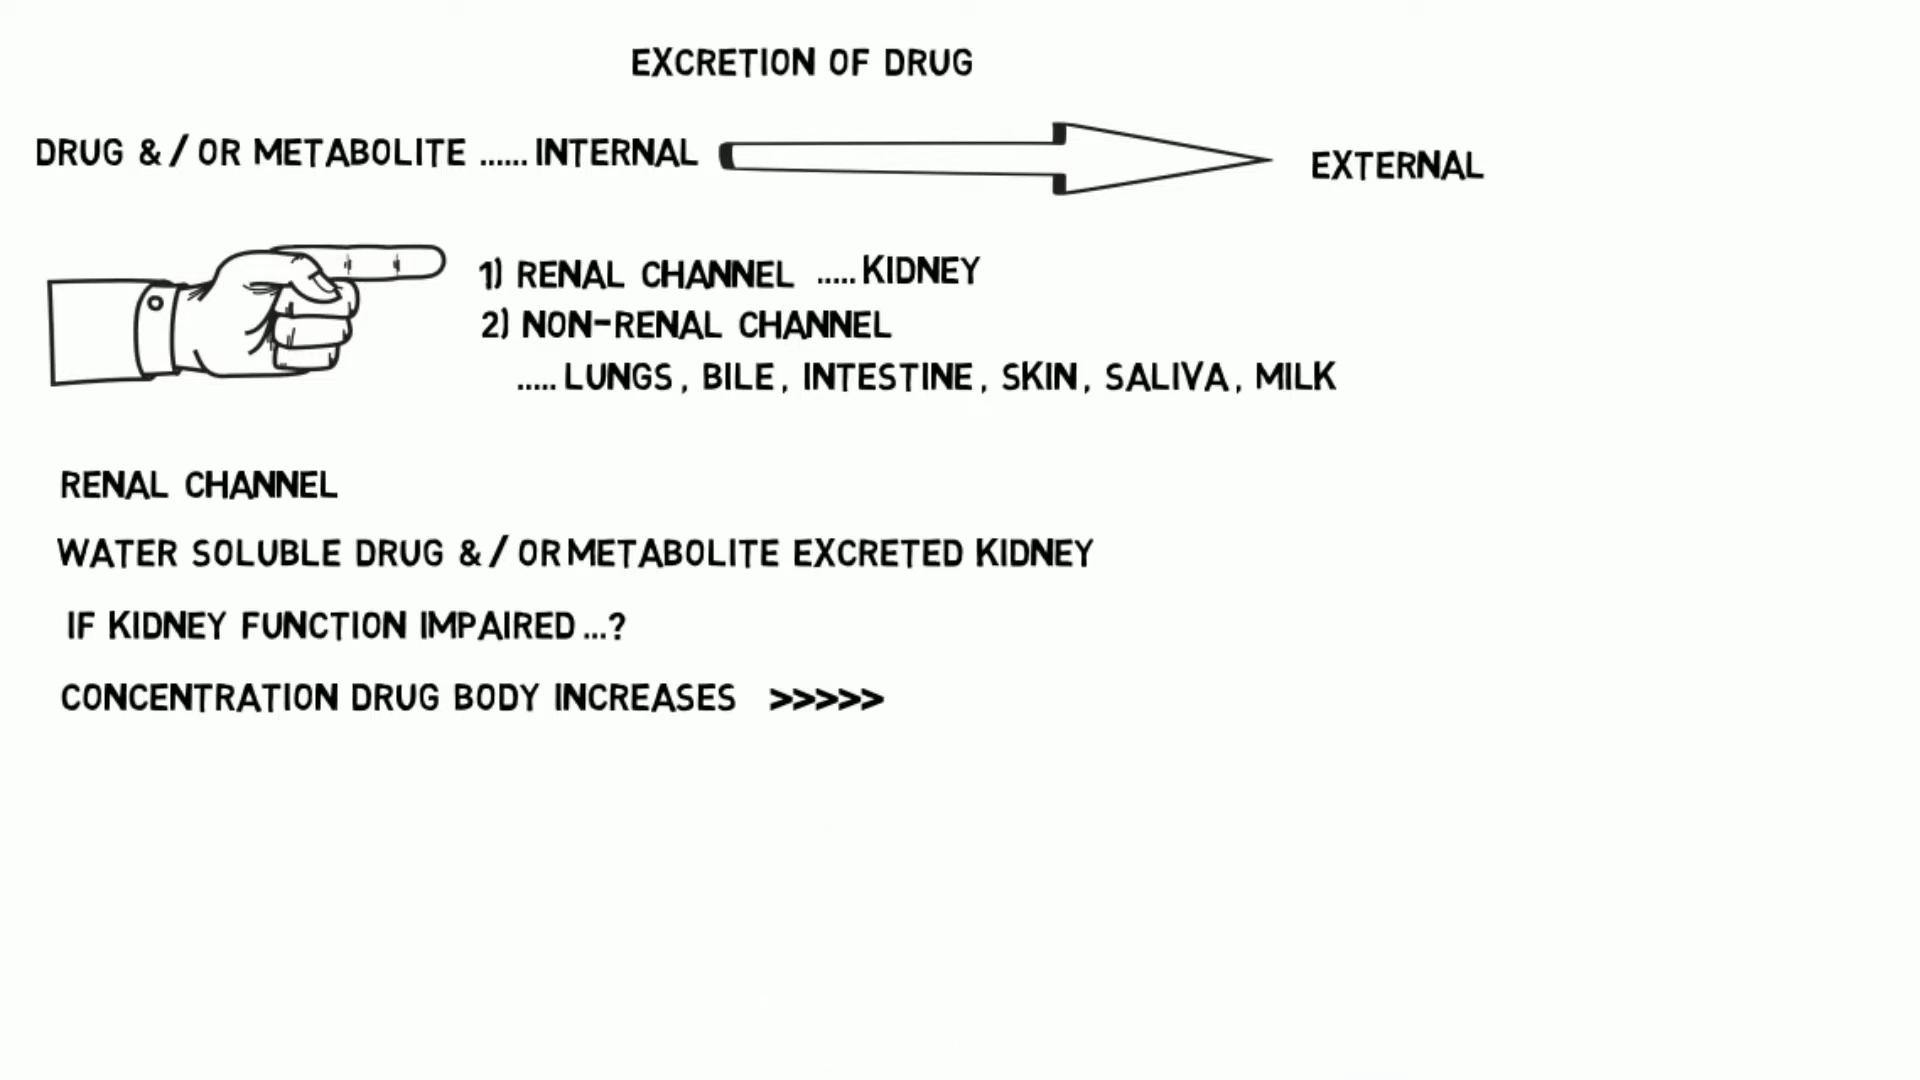 EXCRETION OF DRUG
DRUG &/OR METABOLITE ...... INTERNAL EXTERNAL
1) RENAL CHANNEL ..... KIDNEY
2) NON-RENAL CHANNEL
..... LUNGS, BILE, INTESTINE, SKIN, SALIVA, MILK
RENAL CHANNEL
WATER SOLUBLE DRUG &/OR METABOLITE EXCRETED KIDNEY
IF KIDNEY FUNCTION IMPAIRED ...?
CONCENTRATION DRUG BODY INCREASES >>>>>